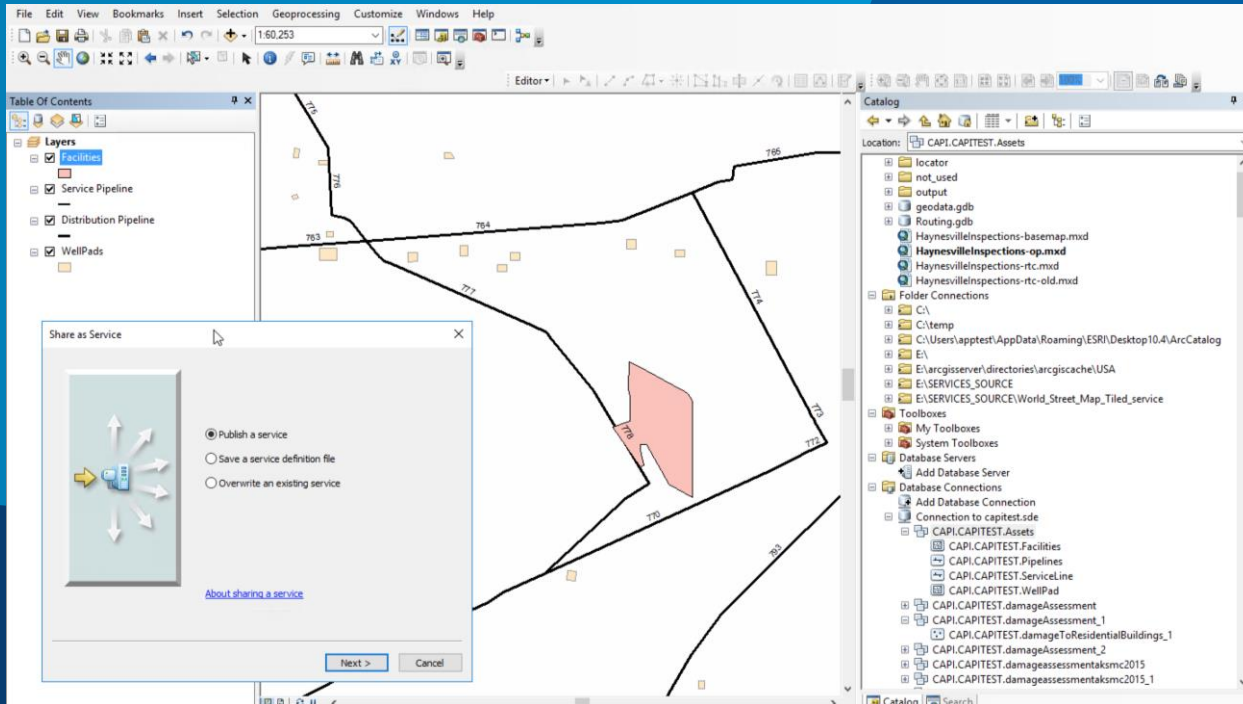 File Edit View Bookmarks Insert Selection Geoprocessing Customize Windows Help
1:60,253
Editor
Table Of Contents
Layers
Facilities
Service Pipeline
Distribution Pipeline
WellPads
Share as Service
Publish a service
Save a service definition file
Overwrite an existing service
About sharing a service
Next > Cancel
775
776
765
764
763
777
774
773
778
772
770
793
Catalog
Location: CAPI.CAPITEST.Assets
locator
not_used
output
geodata.gdb
Routing.gdb
HaynesvilleInspections-basemap.mxd
HaynesvilleInspections-op.mxd
HaynesvilleInspections-rtc.mxd
HaynesvilleInspections-rtc-old.mxd
Folder Connections
C:\
C:\temp
C:\Users\apptest\AppData\Roaming\ESRI\Desktop10.4\ArcCatalog
E:\
E:\arcgisserver\directories\arcgiscache\USA
E:\SERVICES_SOURCE
E:\SERVICES_SOURCE\World_Street_Map_Tiled_service
Toolboxes
My Toolboxes
System Toolboxes
Database Servers
Add Database Server
Database Connections
Add Database Connection
Connection to capitest.sde
CAPI.CAPITEST.Assets
CAPI.CAPITEST.Facilities
CAPI.CAPITEST.Pipelines
CAPI.CAPITEST.ServiceLine
CAPI.CAPITEST.WellPad
CAPI.CAPITEST.damageAssessment
CAPI.CAPITEST.damageAssessment_1
CAPI.CAPITEST.damageToResidentialBuildings_1
CAPI.CAPITEST.damageAssessment_2
CAPI.CAPITEST.damageassessmentaksmc2015
CAPI.CAPITEST.damageassessmentaksmc2015_1
Catalog Search